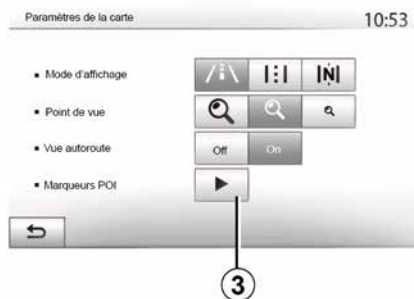 Paramètres de la carte 10:53
▪ Mode d'affichage N
▪ Point de vue
▪ Vue autoroute Off On
▪ Marqueurs POI
3